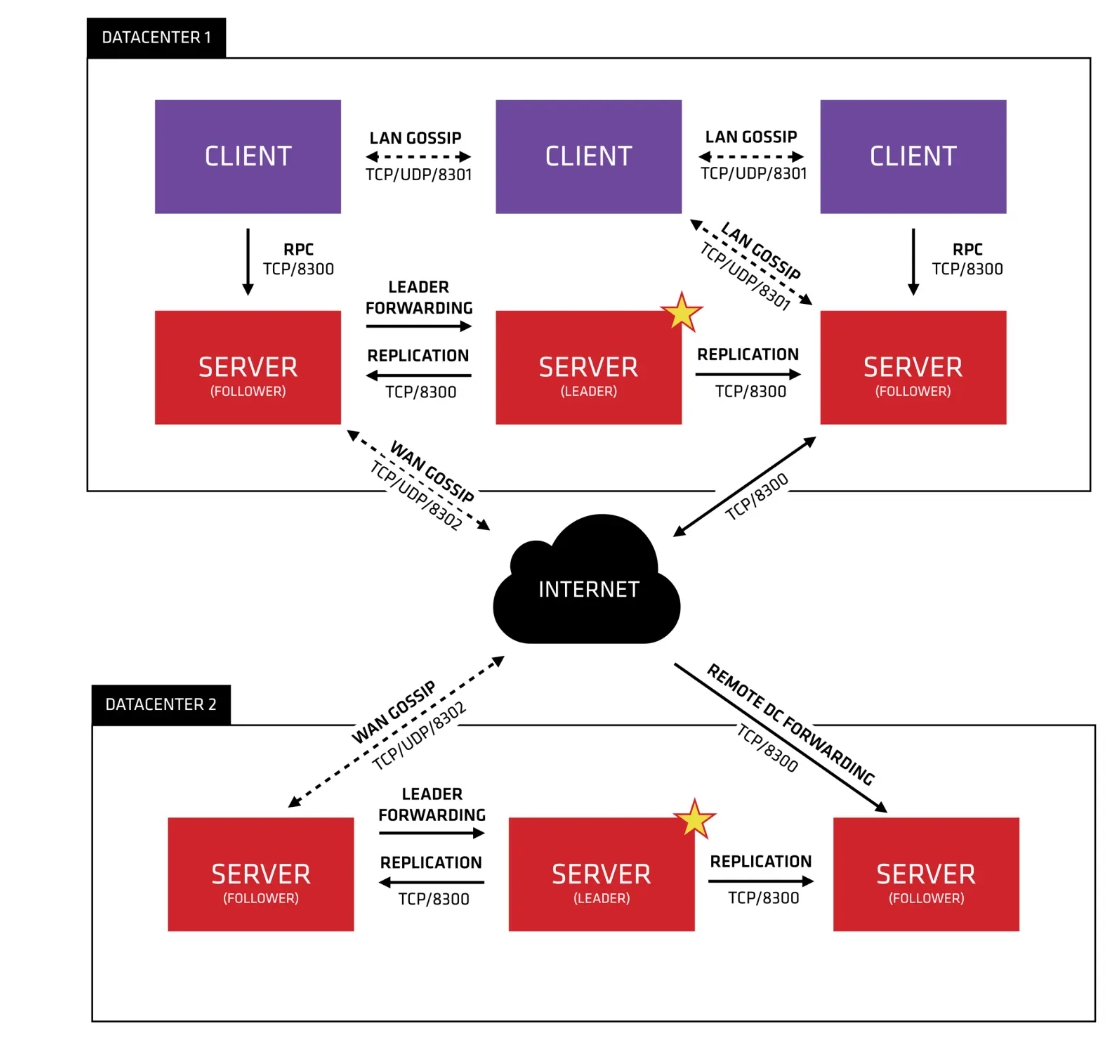 DATACENTER 1
CLIENT
LAN GOSSIP
TCP/UDP/8301
CLIENT
LAN GOSSIP
TCP/UDP/8301
CLIENT
RPC
TCP/8300
LAN GOSSIP
TCP/UDP/8301
RPC
TCP/8300
SERVER
(FOLLOWER)
LEADER
FORWARDING
REPLICATION
TCP/8300
SERVER
(LEADER)
REPLICATION
TCP/8300
SERVER
(FOLLOWER)
WAN GOSSIP
TCP/UDP/8302
TCP/8300
INTERNET
DATACENTER 2
WAN GOSSIP
TCP/UDP/8302
REMOTE DC FORWARDING
TCP/8300
SERVER
(FOLLOWER)
LEADER
FORWARDING
REPLICATION
TCP/8300
SERVER
(LEADER)
REPLICATION
TCP/8300
SERVER
(FOLLOWER)